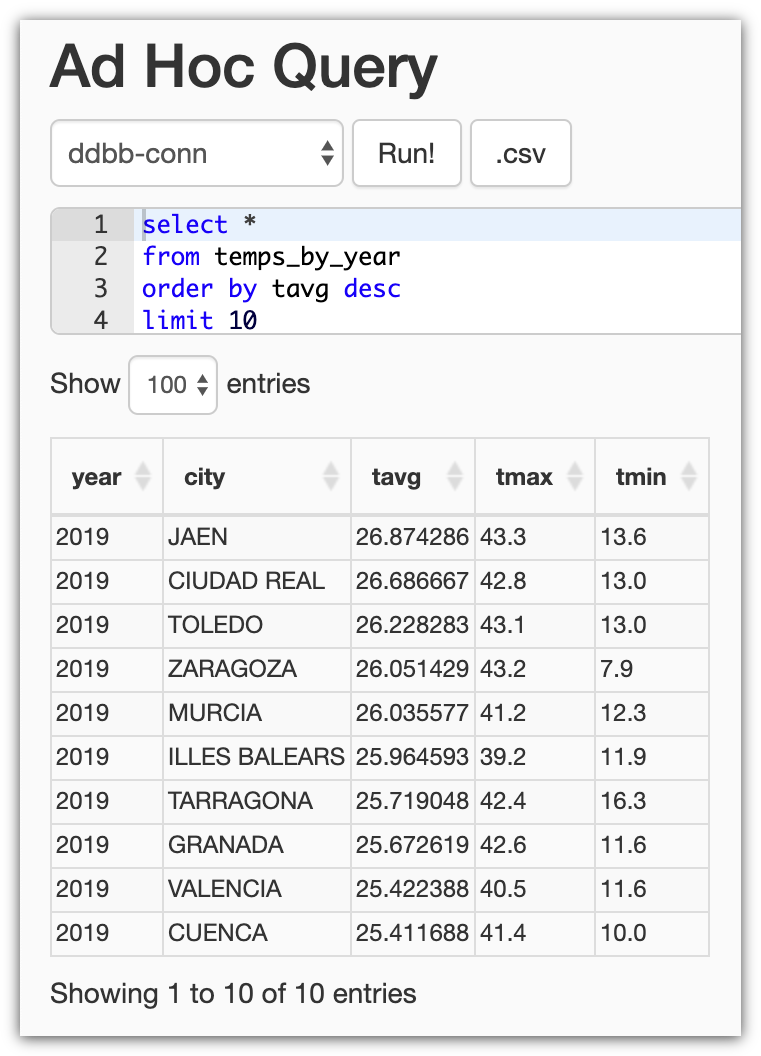 Ad Hoc Query
ddbb-conn Run! .csv
1 select *
2 from temps_by_year
3 order by tavg desc
4 limit 10
Show 100 entries
year city tavg tmax tmin
2019 JAEN 26.874286 43.3 13.6
2019 CIUDAD REAL 26.686667 42.8 13.0
2019 TOLEDO 26.228283 43.1 13.0
2019 ZARAGOZA 26.051429 43.2 7.9
2019 MURCIA 26.035577 41.2 12.3
2019 ILLES BALEARS 25.964593 39.2 11.9
2019 TARRAGONA 25.719048 42.4 16.3
2019 GRANADA 25.672619 42.6 11.6
2019 VALENCIA 25.422388 40.5 11.6
2019 CUENCA 25.411688 41.4 10.0
Showing 1 to 10 of 10 entries